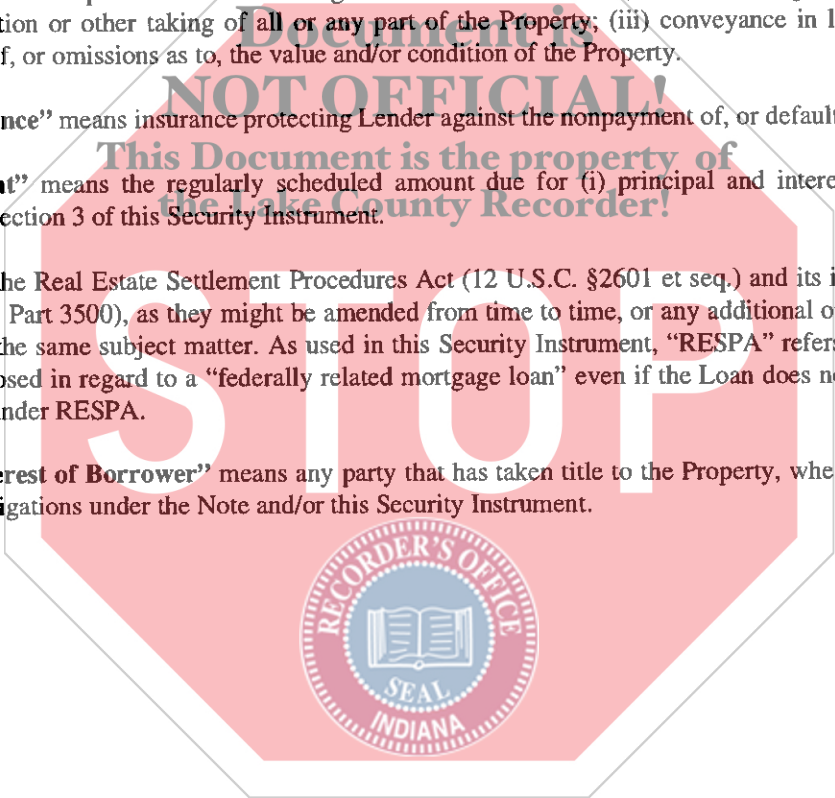 tion or other taking of all or any part of the Property; (iii) conveyance in l
Document is
f, or omissions as to, the value and/or condition of the Property.
NOT OFFICIAL!
nce” means insurance protecting Lender against the nonpayment of, or default
This Document is the property of
nt” means the regularly scheduled amount due for (i) principal and intere
the Lake County Recorder!
ection 3 of this Security Instrument.
he Real Estate Settlement Procedures Act (12 U.S.C. §2601 et seq.) and its i
Part 3500), as they might be amended from time to time, or any additional o
he same subject matter. As used in this Security Instrument, “RESPA” refers
osed in regard to a “federally related mortgage loan” even if the Loan does n
nder RESPA.
STOP
erest of Borrower” means any party that has taken title to the Property, whe
igations under the Note and/or this Security Instrument.
RECORDER'S OFFICE
SEAL
INDIANA